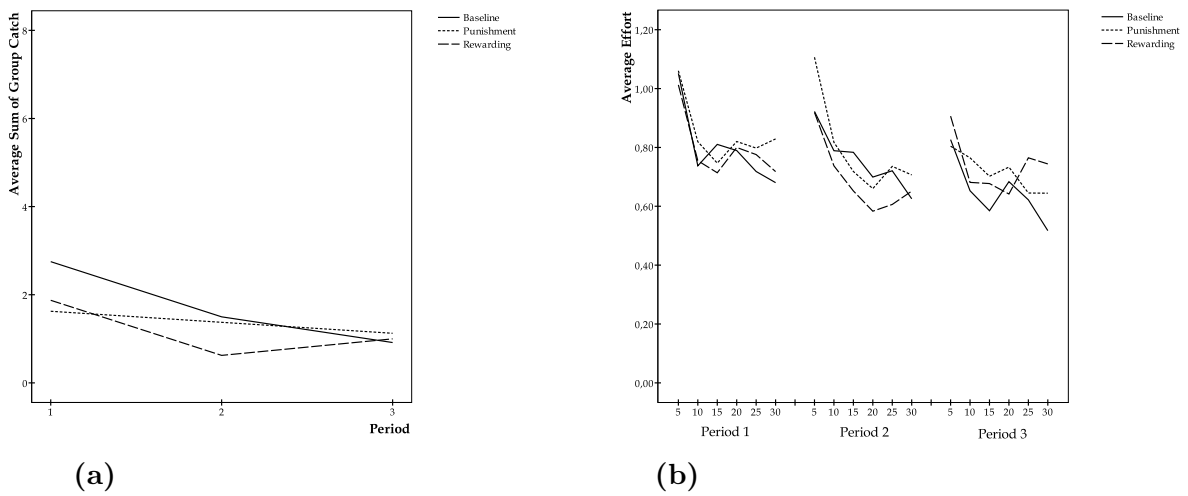 Average Sum of Group Catch
8
6
4
2
0
1
2
3
Period
Baseline
Punishment
Rewarding
(a)
Average Effort
1,20
1,00
0,80
0,60
0,40
0,20
0,00
5 10 15 20 25 30 5 10 15 20 25 30 5 10 15 20 25 30
Period 1 Period 2 Period 3
Baseline
Punishment
Rewarding
(b)